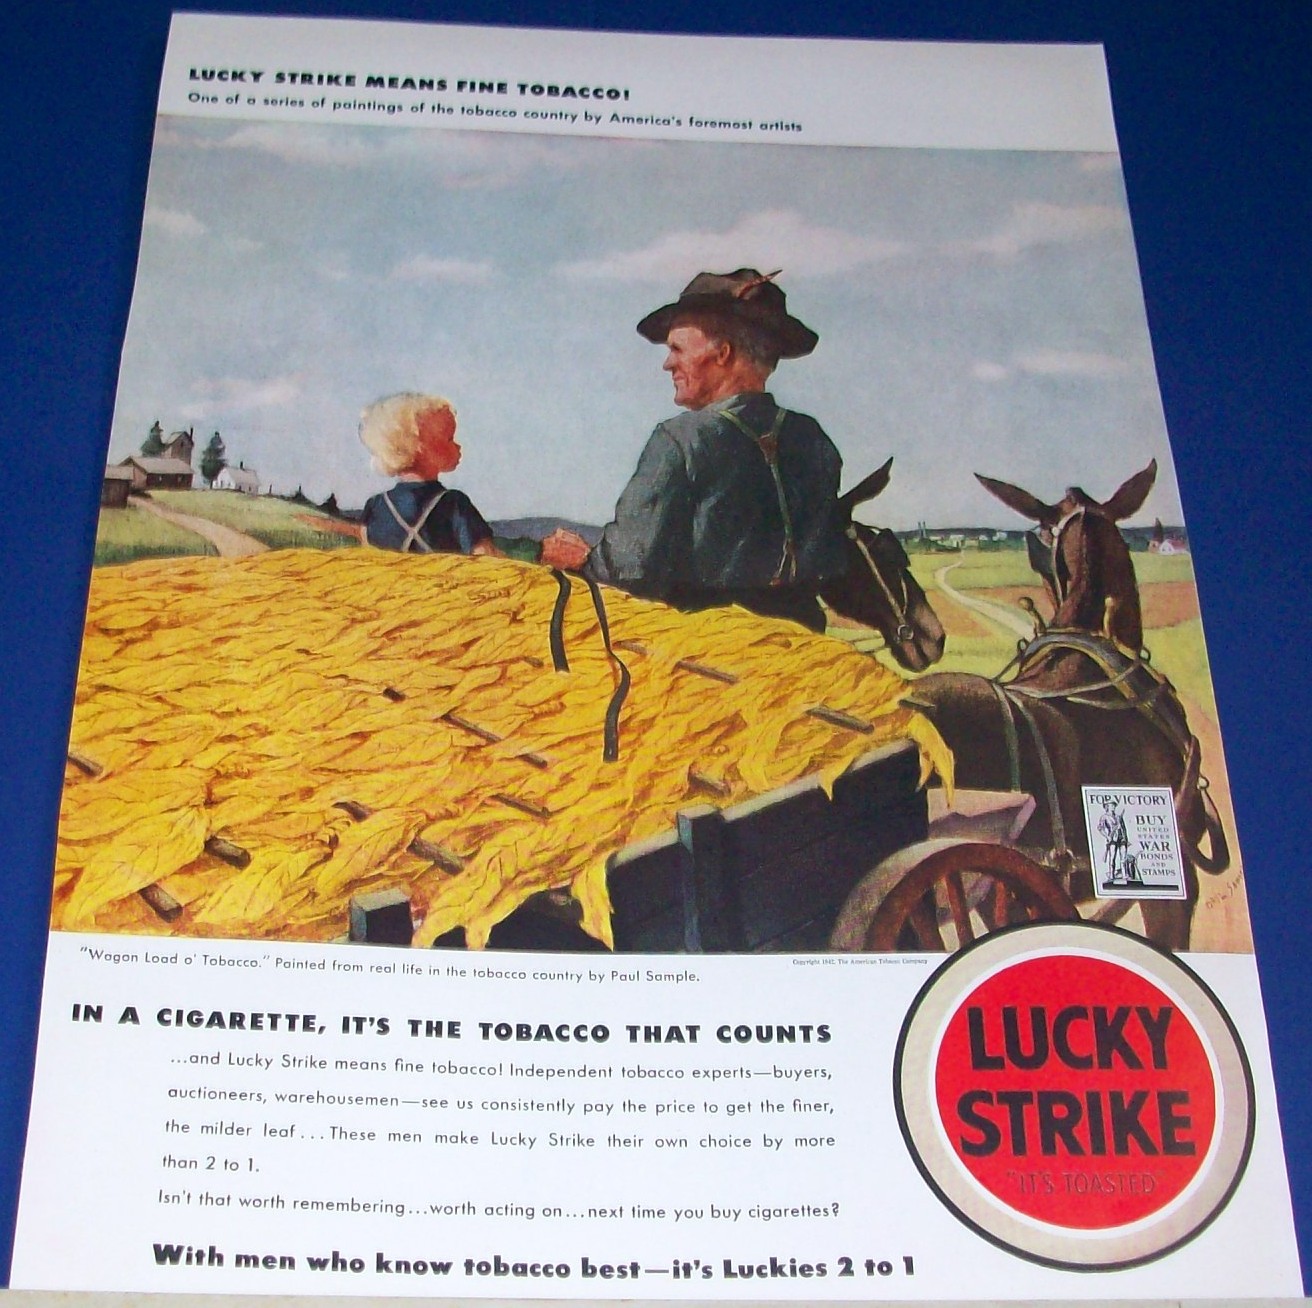 LUCKY STRIKE MEANS FINE TOBACCO!
One of a series of paintings of the tobacco country by America's foremost artists
FOR VICTORY
BUY
UNITED
STATES
WAR
BONDS
AND
STAMPS
"Wagon Load o' Tobacco." Painted from real life in the tobacco country by Paul Sample.
Copyright 1942, The American Tobacco Company
IN A CIGARETTE, IT'S THE TOBACCO THAT COUNTS
...and Lucky Strike means fine tobacco! Independent tobacco experts—buyers,
auctioneers, warehousemen—see us consistently pay the price to get the finer,
the milder leaf...These men make Lucky Strike their own choice by more
than 2 to 1.
Isn't that worth remembering...worth acting on...next time you buy cigarettes?
With men who know tobacco best—it's Luckies 2 to 1
LUCKY
STRIKE
"IT'S TOASTED"